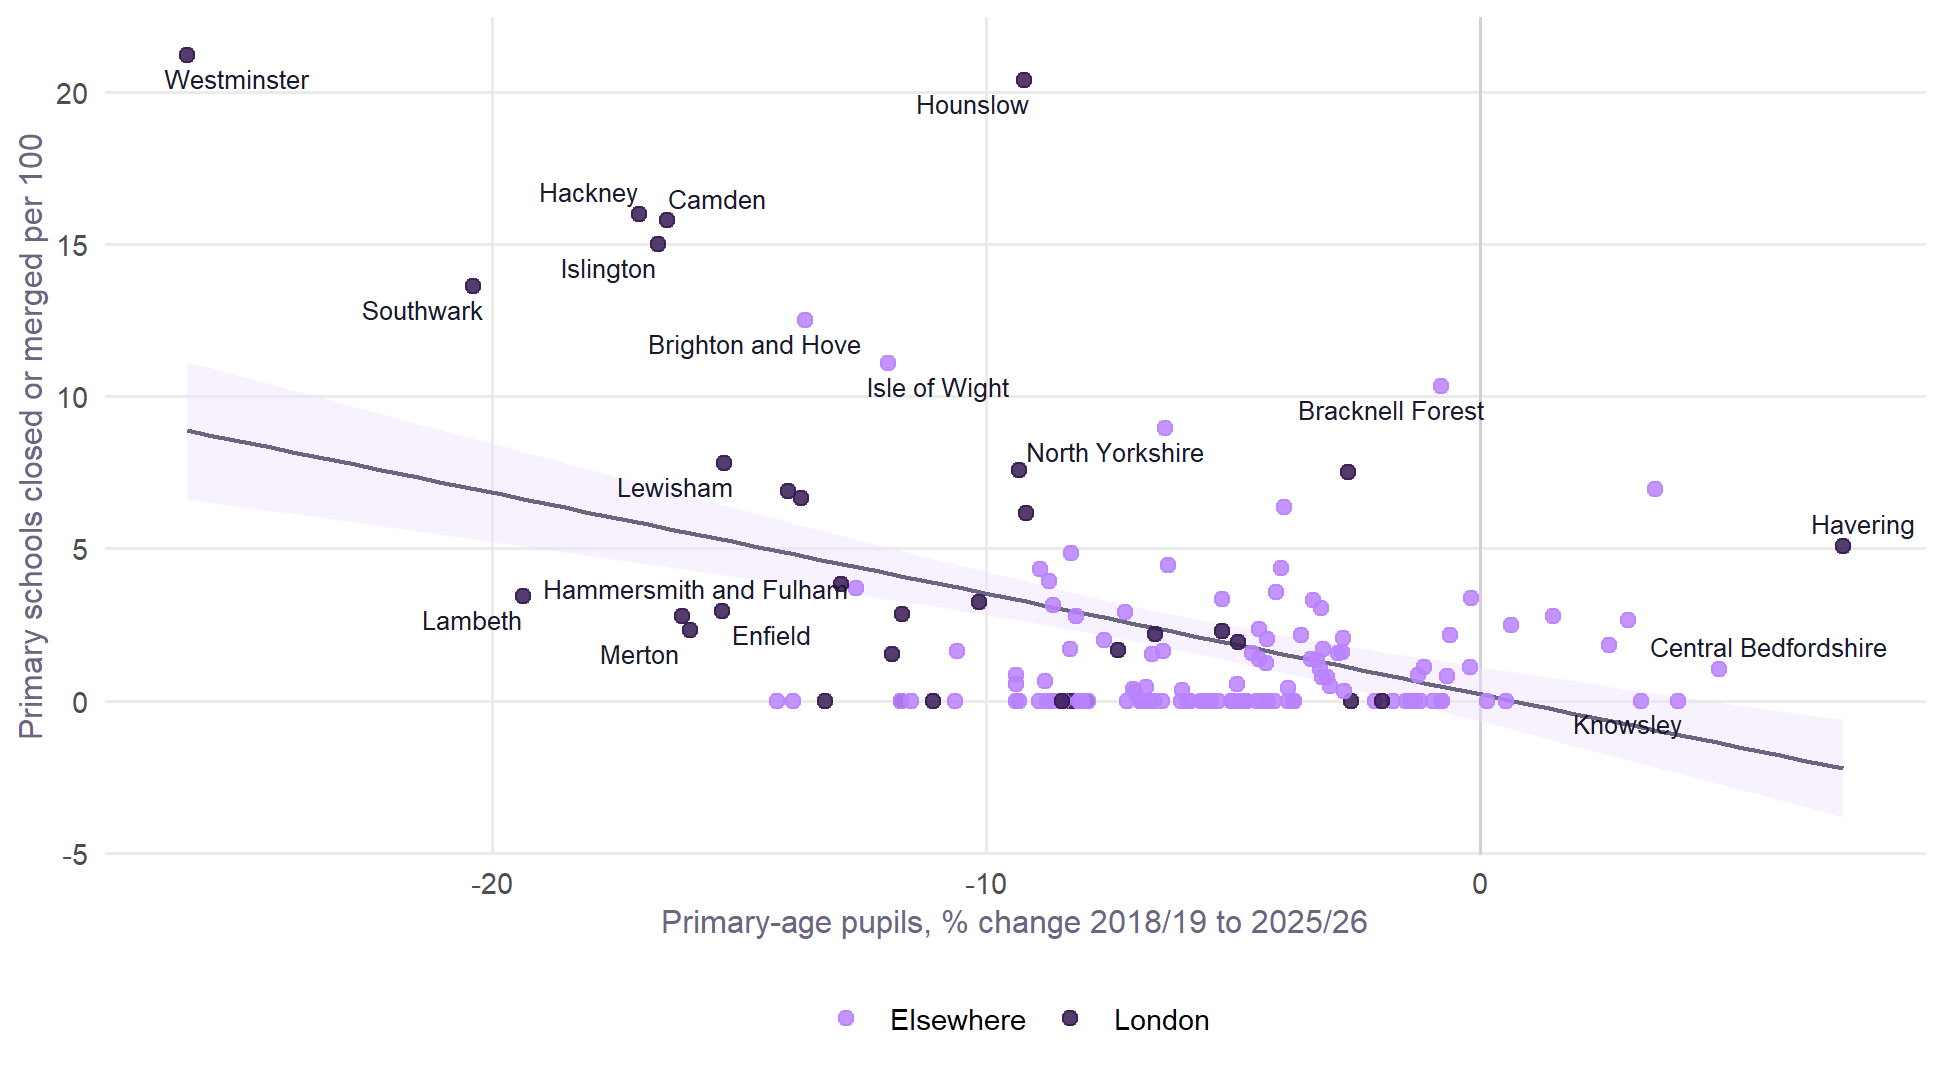 Primary schools closed or merged per 100
20
15
10
5
0
-5
Westminster
Hounslow
Hackney
Camden
Islington
Southwark
Brighton and Hove
Isle of Wight
Bracknell Forest
North Yorkshire
Lewisham
Havering
Hammersmith and Fulham
Lambeth
Enfield
Merton
Central Bedfordshire
Knowsley
-20
-10
0
Primary-age pupils, % change 2018/19 to 2025/26
Elsewhere
London